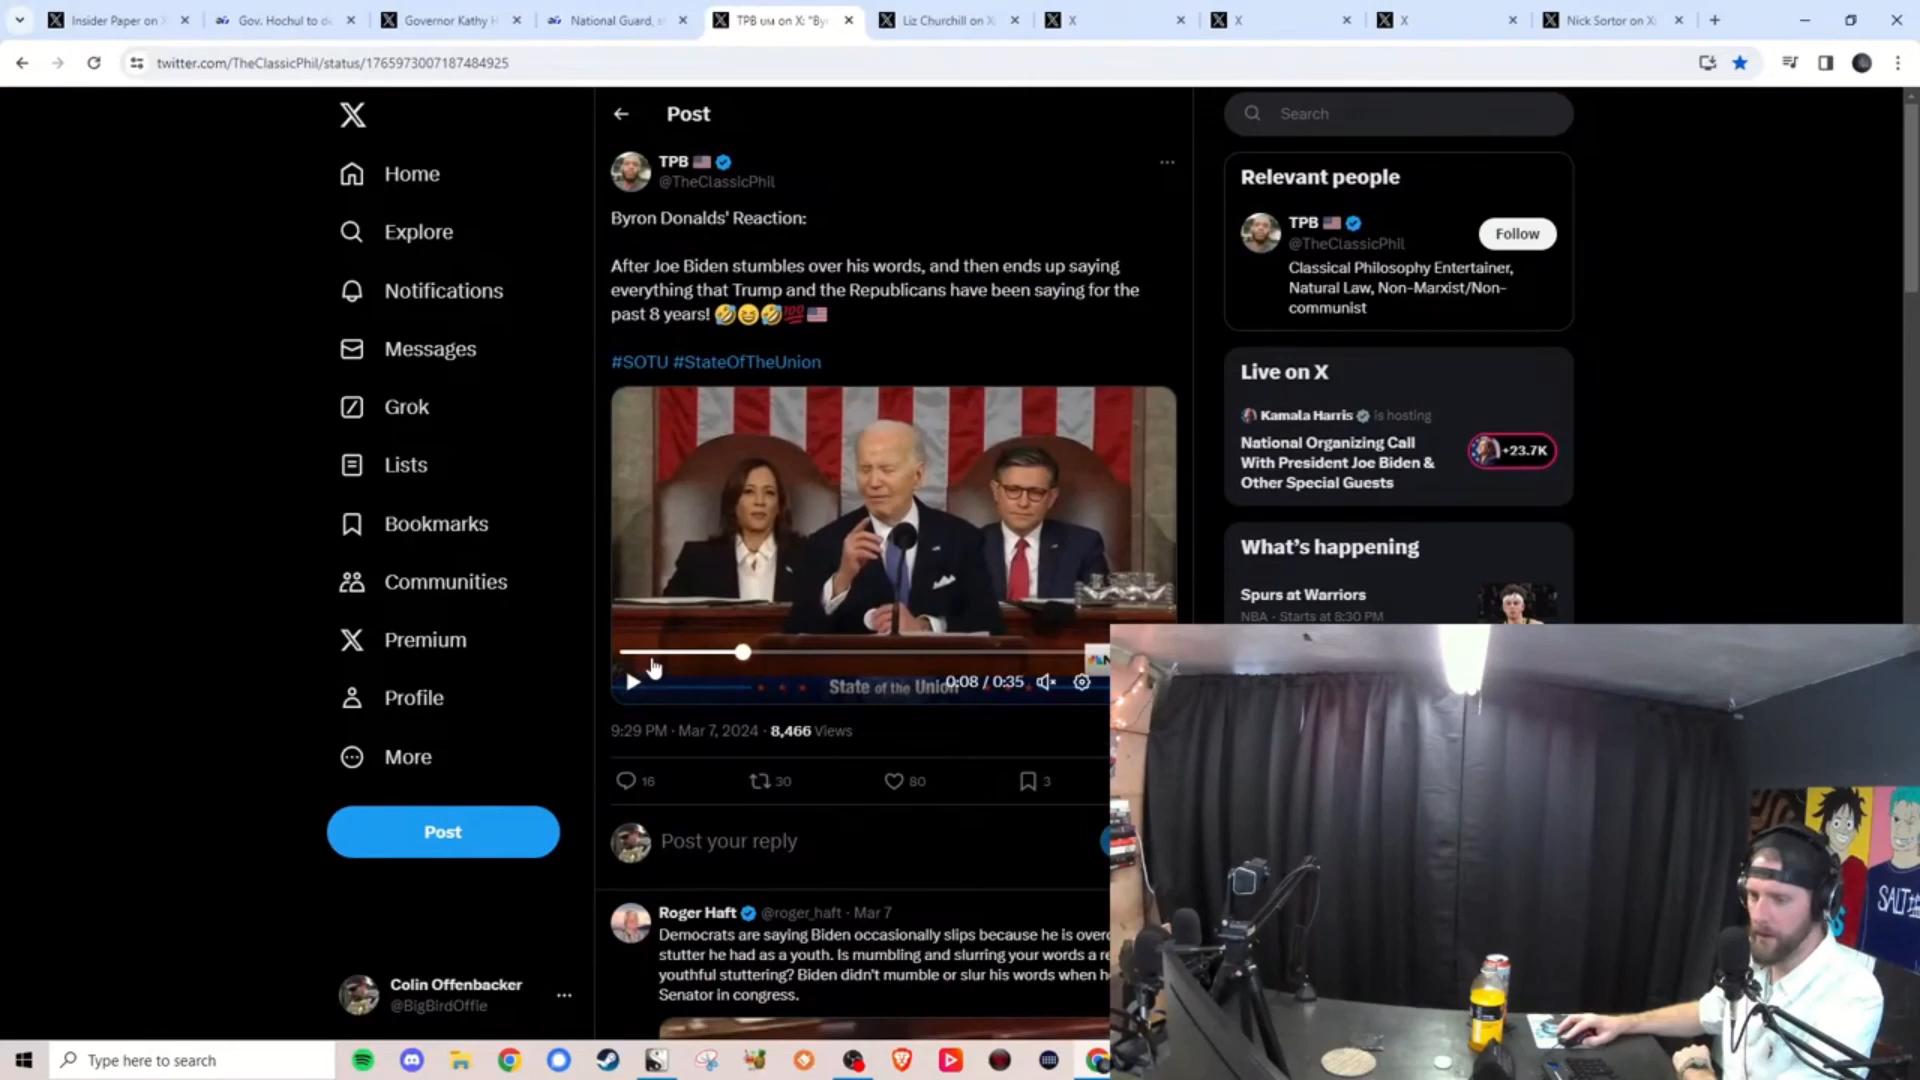 Insider Paper on
Gov. Hochul to de
Governor Kathy H
National Guard, s
TPB ᴜᴍ on X: "Byr
Liz Churchill on X
X
X
X
Nick Sortor on X:
twitter.com/TheClassicPhil/status/1765973007187484925
Home
Explore
Notifications
Messages
Grok
Lists
Bookmarks
Communities
Premium
Profile
More
Post
Colin Offenbacker
@BigBirdOffie
Post
TPB
@TheClassicPhil
Byron Donalds' Reaction:
After Joe Biden stumbles over his words, and then ends up saying
everything that Trump and the Republicans have been saying for the
past 8 years! 🤣😆🤣💯🇺🇸
#SOTU #StateOfTheUnion
State of the Union
0:08 / 0:35
9:29 PM · Mar 7, 2024 · 8,466 Views
16
30
80
3
Post your reply
Roger Haft @roger_haft · Mar 7
Democrats are saying Biden occasionally slips because he is
stutter he had as a youth. Is mumbling and slurring your words a
youthful stuttering? Biden didn't mumble or slur his words when
Senator in congress.
Search
Relevant people
TPB
@TheClassicPhil
Follow
Classical Philosophy Entertainer,
Natural Law, Non-Marxist/Non-
communist
Live on X
Kamala Harris is hosting
National Organizing Call
With President Joe Biden &
Other Special Guests
+23.7K
What's happening
Spurs at Warriors
NBA · Starts at 8:30 PM
SALT
Type here to search